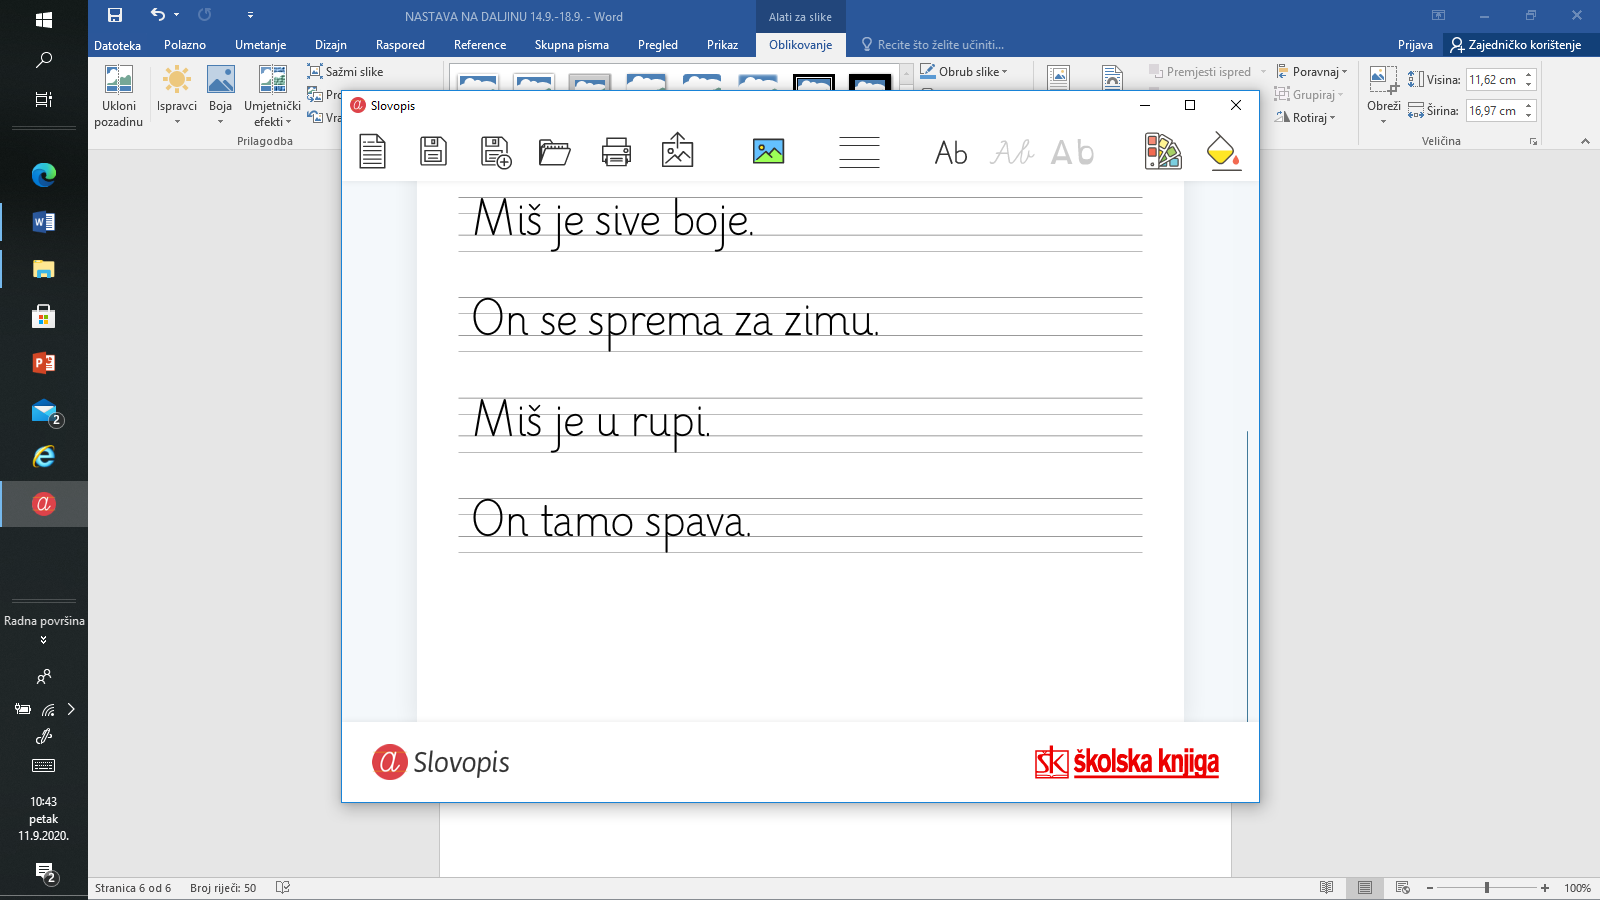 NASTAVA NA DALJINU 14.9.-18.9. - Word
Alati za slike
Datoteka Polazno Umetanje Dizajn Raspored Reference Skupna pisma Pregled Prikaz Oblikovanje Recite što želite učiniti... Prijava Zajedničko korištenje
Sažmi slike
Ukloni pozadinu
Ispravci
Boja
Umjetnički efekti
Prilagodba
Obrub slike
Premjesti ispred
Poravnaj
Grupiraj
Rotiraj
Obreži
Visina: 11,62 cm
Širina: 16,97 cm
Veličina
Slovopis
Ab Ab Ab
Miš je sive boje.
On se sprema za zimu.
Miš je u rupi.
On tamo spava.
a Slovopis
šk školska knjiga
2
Radna površina
10:43
petak
11.9.2020.
2
Stranica 6 od 6 Broj riječi: 50
100%